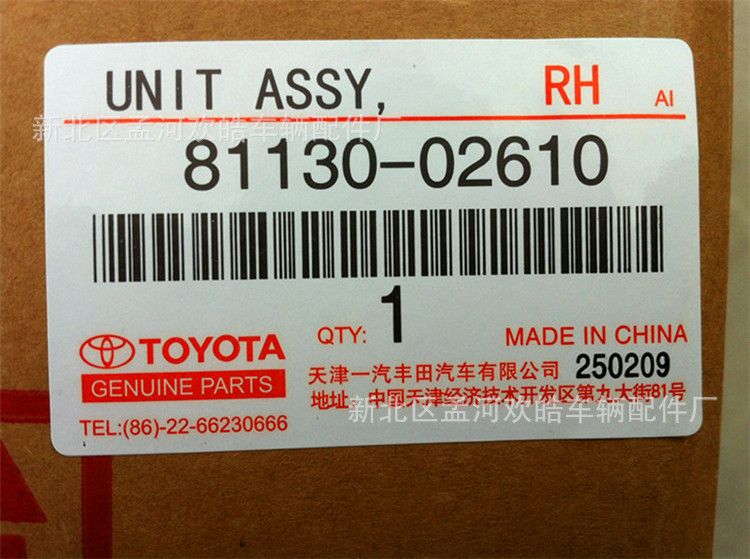 UNIT ASSY, RH AI
新北区孟河欢皓车辆配件厂
81130-02610
QTY: 1
TOYOTA
MADE IN CHINA
GENUINE PARTS
天津一汽丰田汽车有限公司 250209
地址 中国天津经济技术开发区第九大街81号
新北区孟河欢皓车辆配件厂
TEL:(86)-22-66230666